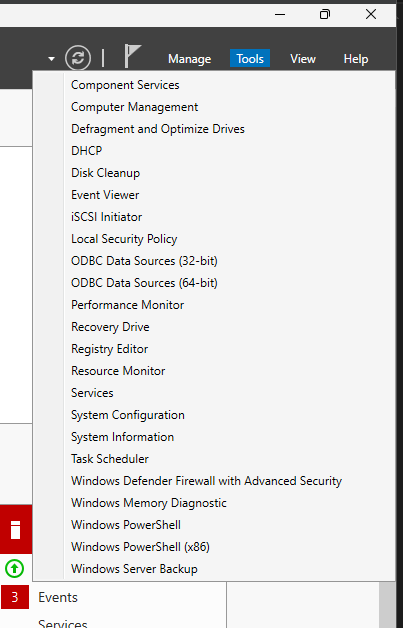 Manage Tools View Help
Component Services
Computer Management
Defragment and Optimize Drives
DHCP
Disk Cleanup
Event Viewer
iSCSI Initiator
Local Security Policy
ODBC Data Sources (32-bit)
ODBC Data Sources (64-bit)
Performance Monitor
Recovery Drive
Registry Editor
Resource Monitor
Services
System Configuration
System Information
Task Scheduler
Windows Defender Firewall with Advanced Security
Windows Memory Diagnostic
Windows PowerShell
Windows PowerShell (x86)
Windows Server Backup
3 Events
Services